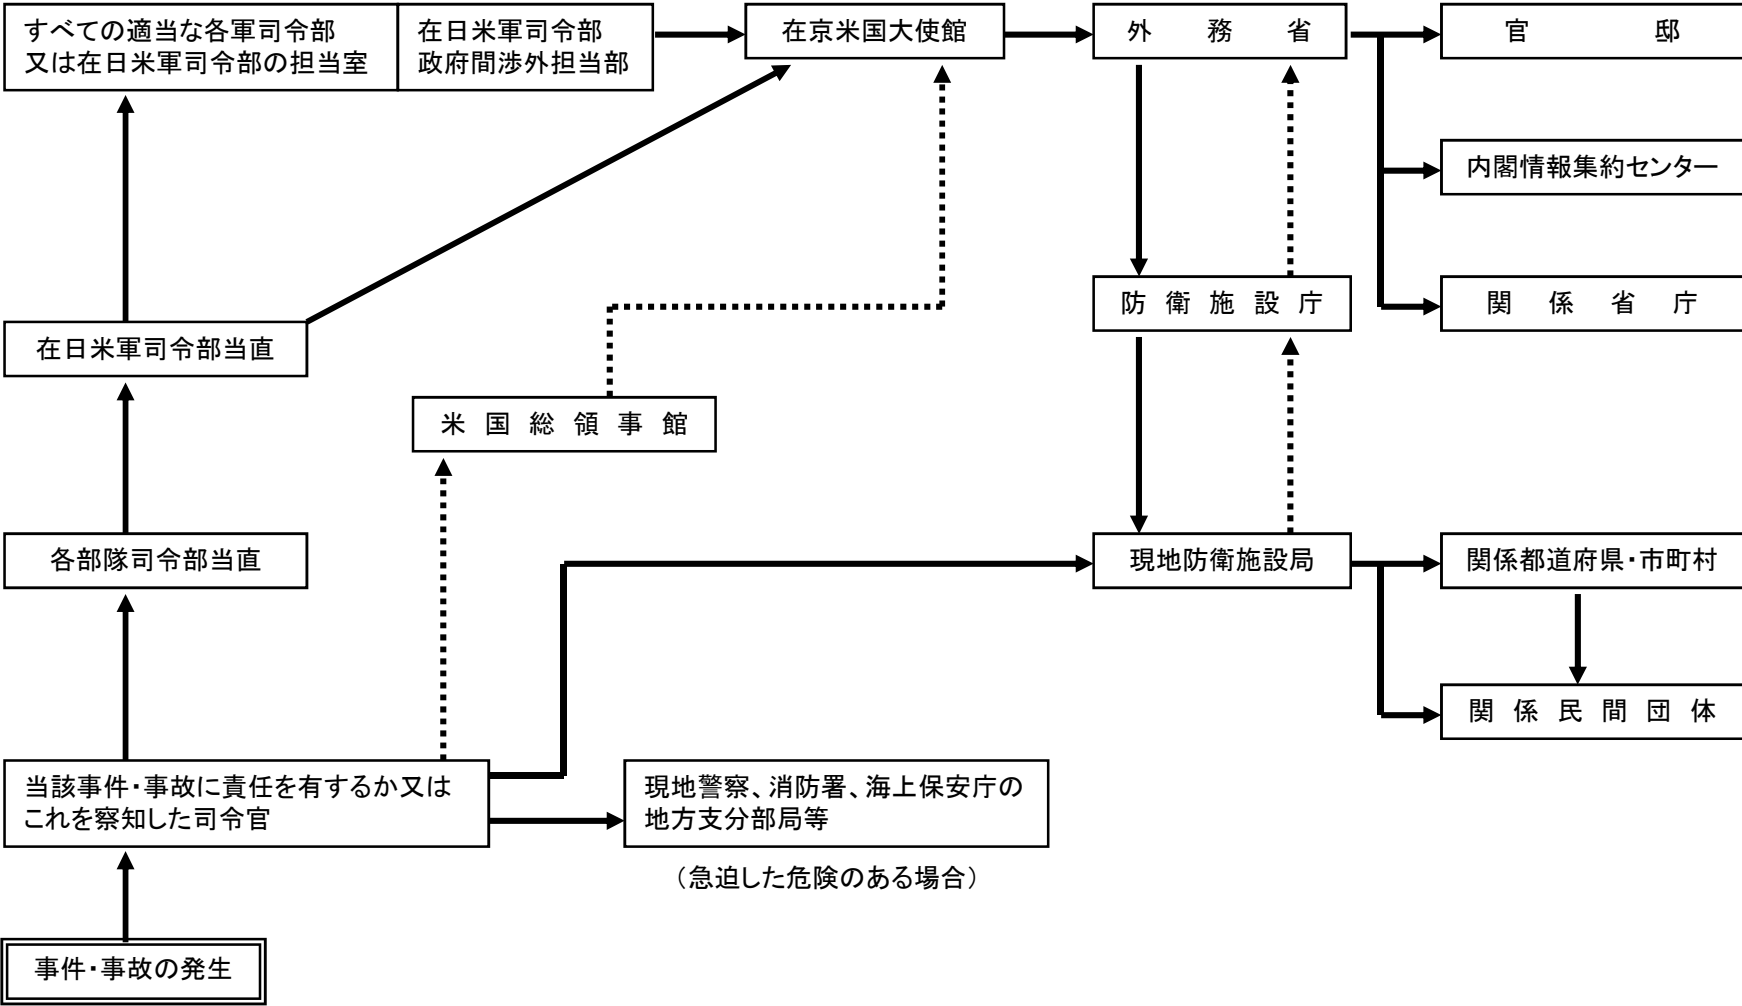 すべての適当な各軍司令部
又は在日米軍司令部の担当室
在日米軍司令部
政府間渉外担当部
在京米国大使館
外務省
官邸
内閣情報集約センター
防衛施設庁
関係省庁
在日米軍司令部当直
米国総領事館
各部隊司令部当直
現地防衛施設局
関係都道府県・市町村
関係民間団体
当該事件・事故に責任を有するか又は
これを察知した司令官
現地警察、消防署、海上保安庁の
地方支分部局等
（急迫した危険のある場合）
事件・事故の発生